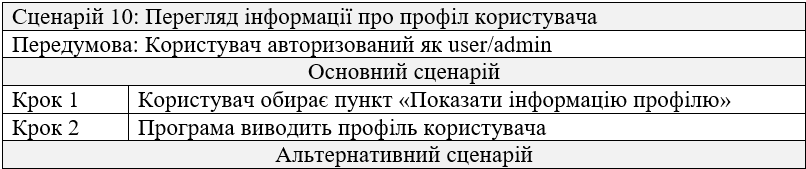 Сценарій 10: Перегляд інформації про профіль користувача
Передумова: Користувач авторизований як user/admin
Основний сценарій
Крок 1 Користувач обирає пункт «Показати інформацію профілю»
Крок 2 Програма виводить профіль користувача
Альтернативний сценарій